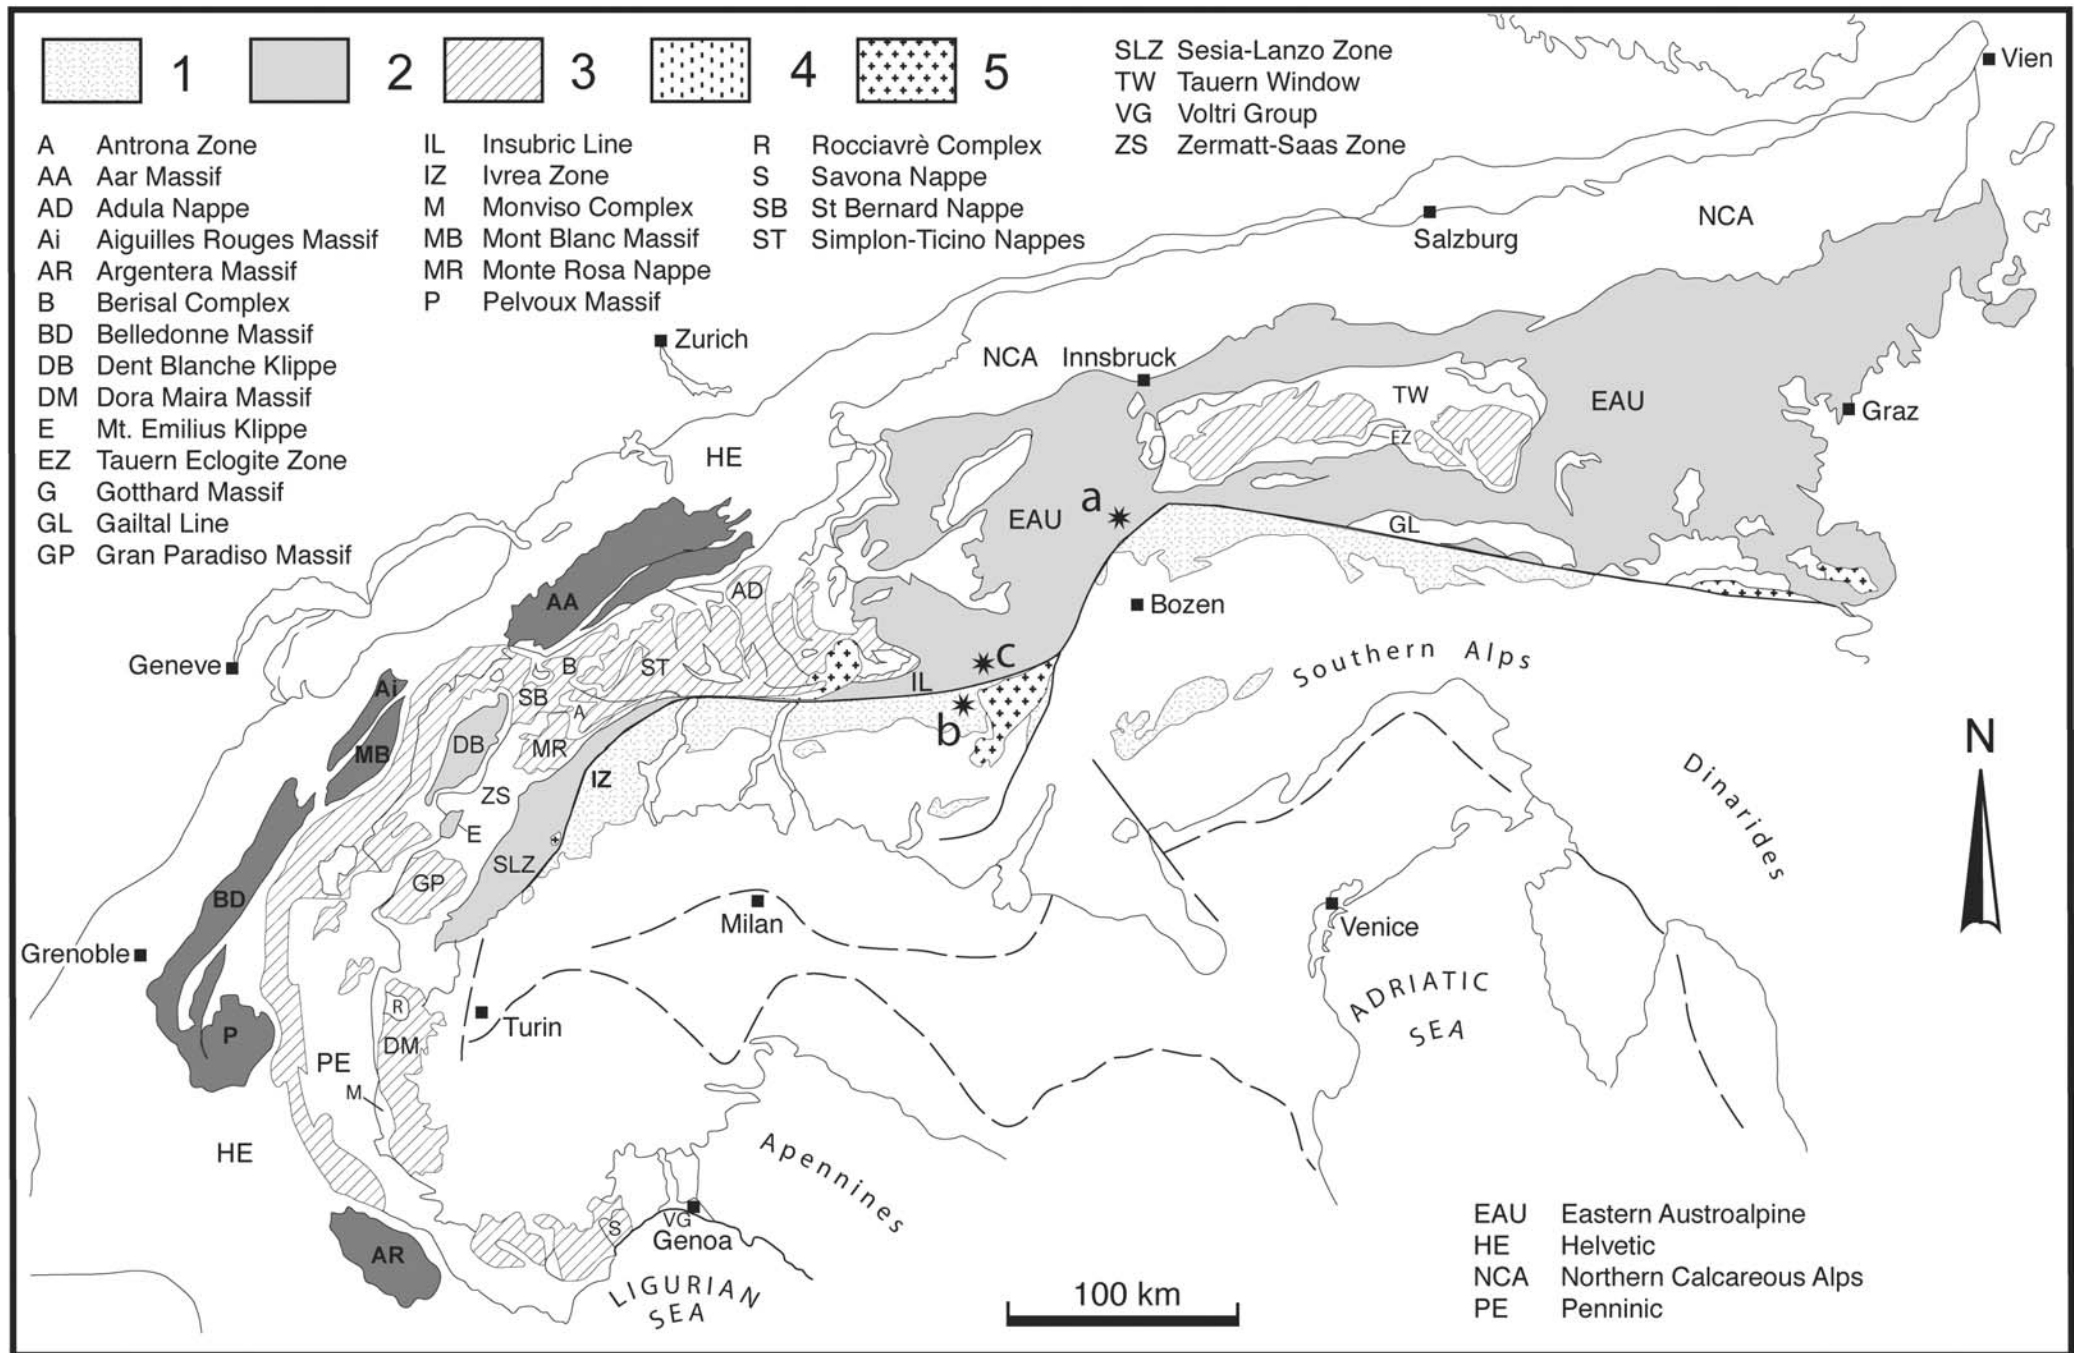 1
2
3
4
5
SLZ Sesia-Lanzo Zone
TW Tauern Window
VG Voltri Group
ZS Zermatt-Saas Zone
A Antrona Zone
AA Aar Massif
AD Adula Nappe
Ai Aiguilles Rouges Massif
AR Argentera Massif
B Berisal Complex
BD Belledonne Massif
DB Dent Blanche Klippe
DM Dora Maira Massif
E Mt. Emilius Klippe
EZ Tauern Eclogite Zone
G Gotthard Massif
GL Gailtal Line
GP Gran Paradiso Massif
IL Insubric Line
IZ Ivrea Zone
M Monviso Complex
MB Mont Blanc Massif
MR Monte Rosa Nappe
P Pelvoux Massif
R Rocciavrè Complex
S Savona Nappe
SB St Bernard Nappe
ST Simplon-Ticino Nappes
Vien
NCA
Salzburg
Zurich
NCA
Innsbruck
TW
EAU
Graz
EZ
HE
a
EAU
GL
AD
AA
Bozen
Geneve
B
ST
c
Southern Alps
Ai
SB
IL
A
b
MB
DB
MR
IZ
N
ZS
E
Dinarides
SLZ
GP
BD
Milan
Venice
Grenoble
ADRIATIC
SEA
R
Turin
P
DM
PE
M
HE
Apennines
S
VG
Genoa
AR
LIGURIAN
SEA
100 km
EAU Eastern Austroalpine
HE Helvetic
NCA Northern Calcareous Alps
PE Penninic